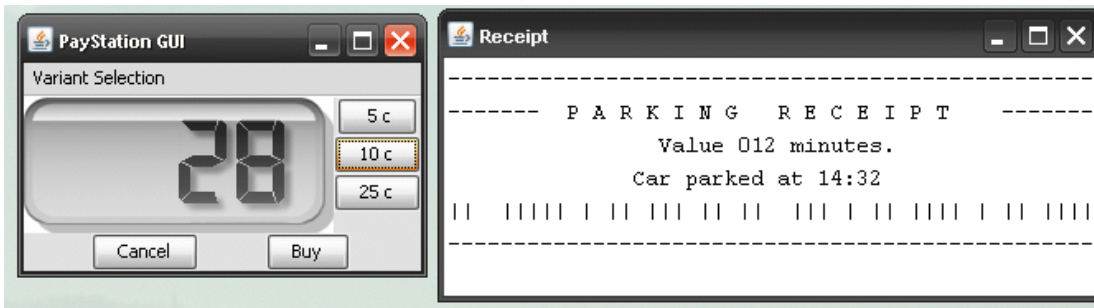 PayStation GUI
Variant Selection
28
5 c
10 c
25 c
Cancel
Buy
Receipt
--------------------------------------------------
------- P A R K I N G   R E C E I P T -------
Value 012 minutes.
Car parked at 14:32
|| ||||| | || ||| || || ||| | || |||| | || ||||
--------------------------------------------------